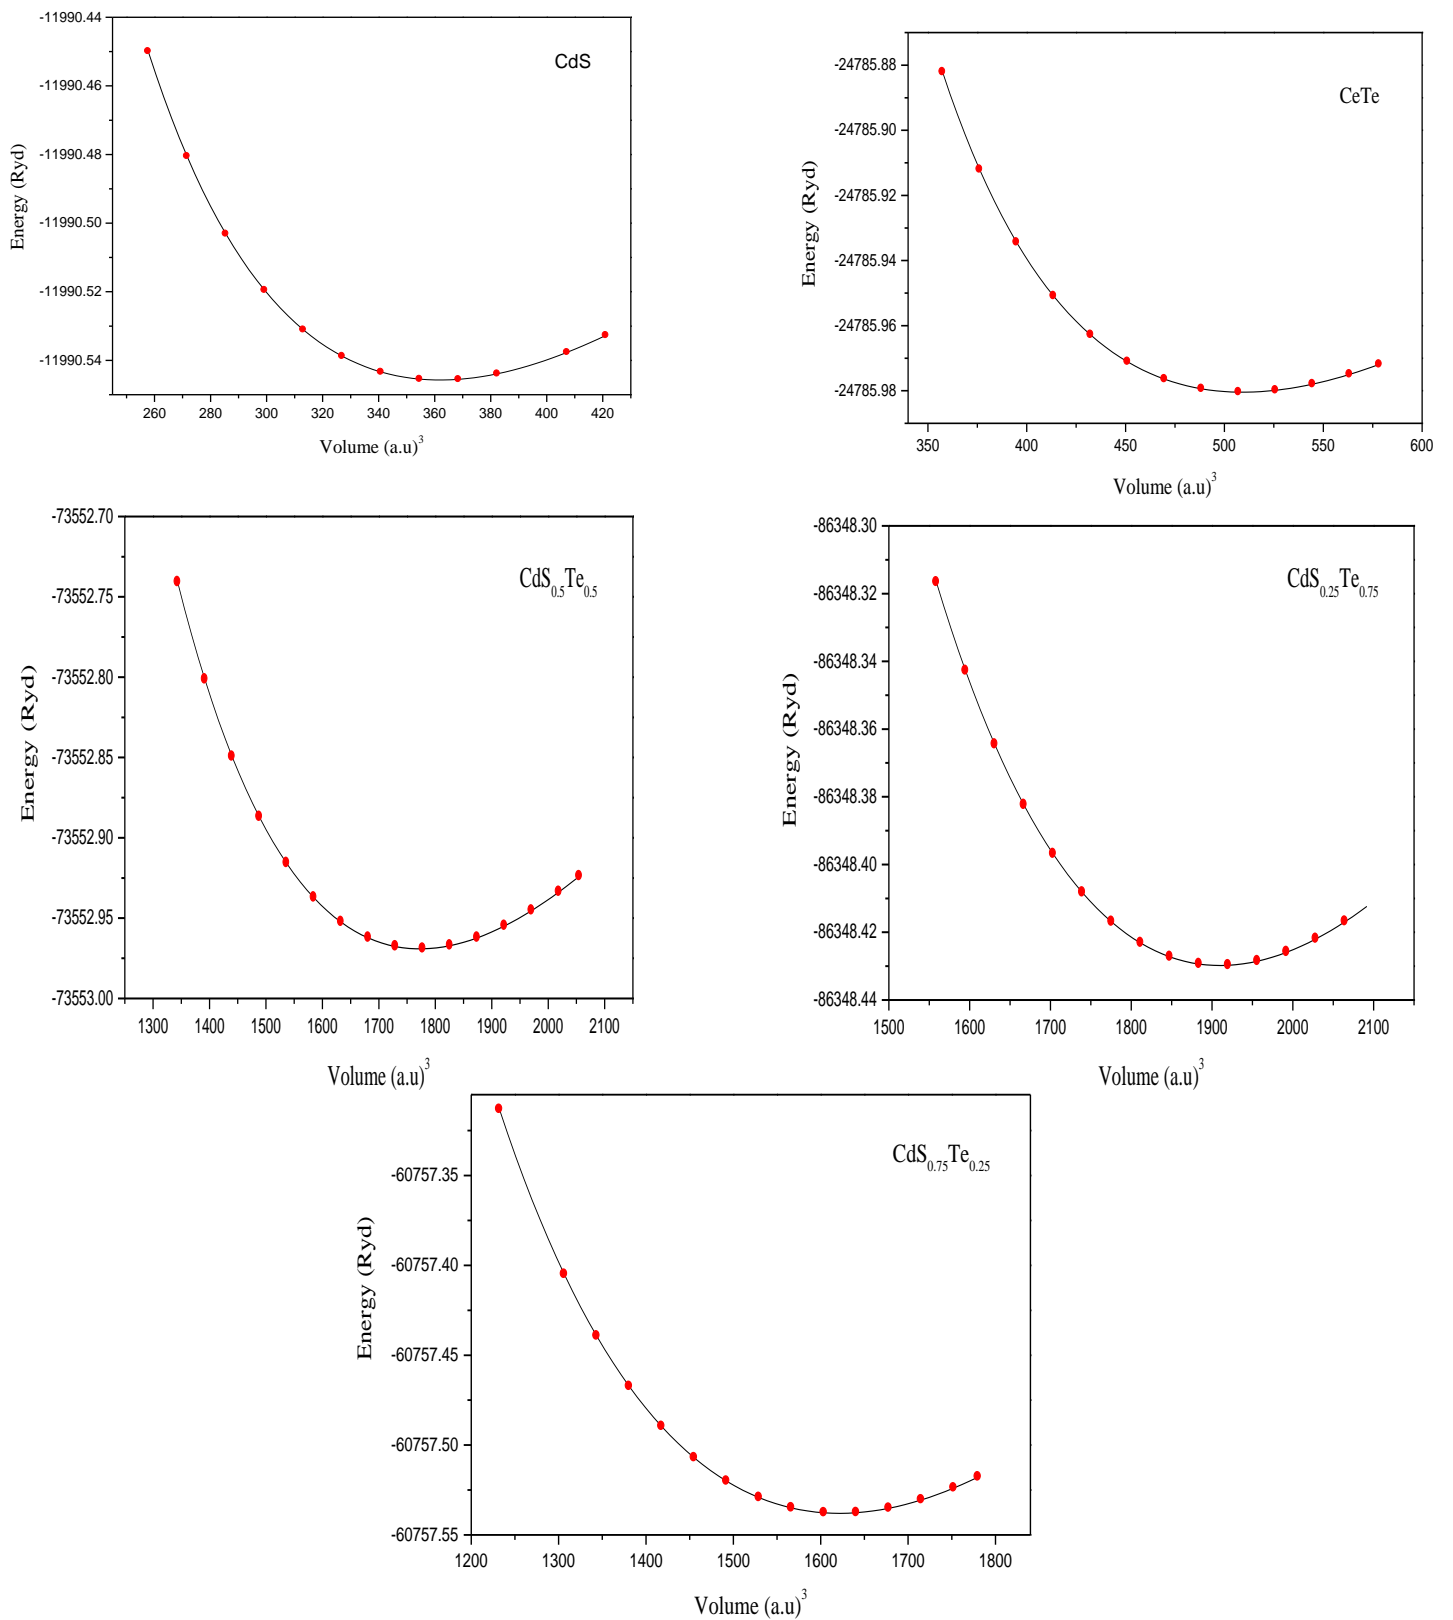 -11990.44
-11990.46
-11990.48
-11990.50
-11990.52
-11990.54
Energy (Ryd)
CdS
260 280 300 320 340 360 380 400 420
Volume (a.u)³
-24785.88
-24785.90
-24785.92
-24785.94
-24785.96
-24785.98
Energy (Ryd)
CeTe
350 400 450 500 550 600
Volume (a.u)³
-73552.70
-73552.75
-73552.80
-73552.85
-73552.90
-73552.95
-73553.00
Energy (Ryd)
CdS₀.₅Te₀.₅
1300 1400 1500 1600 1700 1800 1900 2000 2100
Volume (a.u)³
-86348.30
-86348.32
-86348.34
-86348.36
-86348.38
-86348.40
-86348.42
-86348.44
Energy (Ryd)
CdS₀.₂₅Te₀.₇₅
1500 1600 1700 1800 1900 2000 2100
Volume (a.u)³
-60757.35
-60757.40
-60757.45
-60757.50
-60757.55
Energy (Ryd)
CdS₀.₇₅Te₀.₂₅
1200 1300 1400 1500 1600 1700 1800
Volume (a.u)³